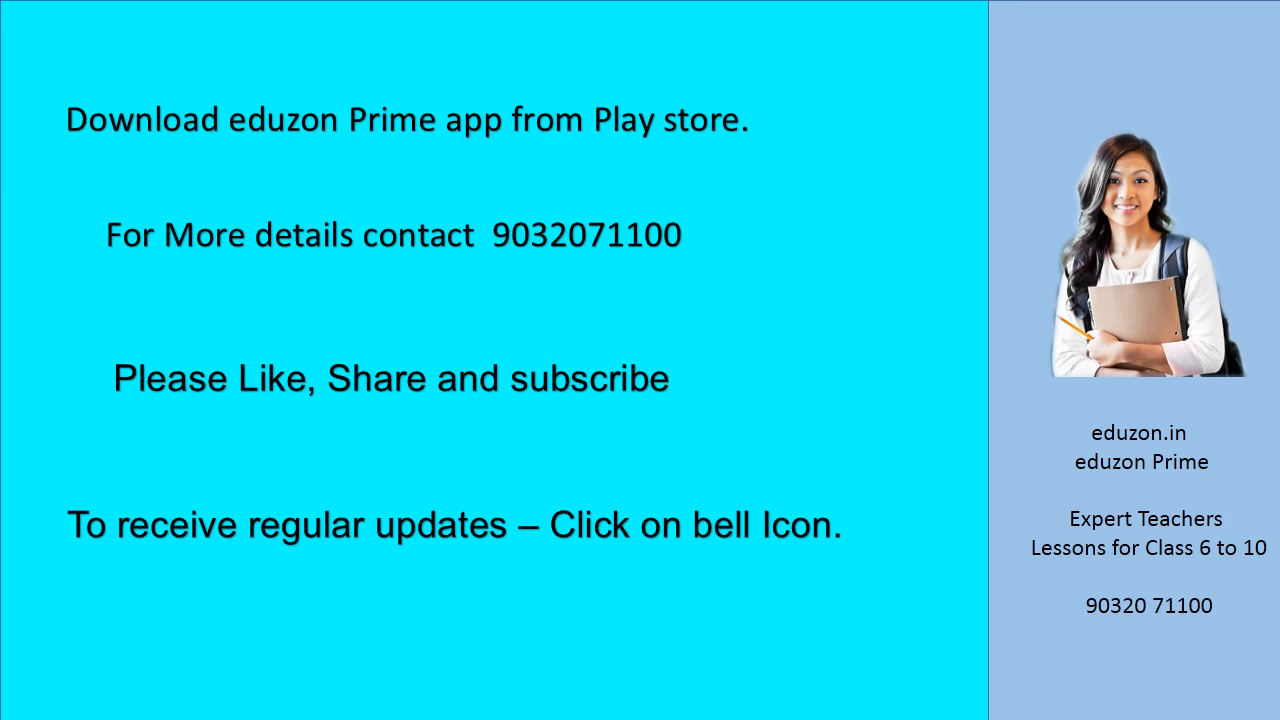 Download eduzon Prime app from Play store.
For More details contact  9032071100
Please Like, Share and subscribe
To receive regular updates – Click on bell Icon.
eduzon.in
eduzon Prime
Expert Teachers
Lessons for Class 6 to 10
90320 71100